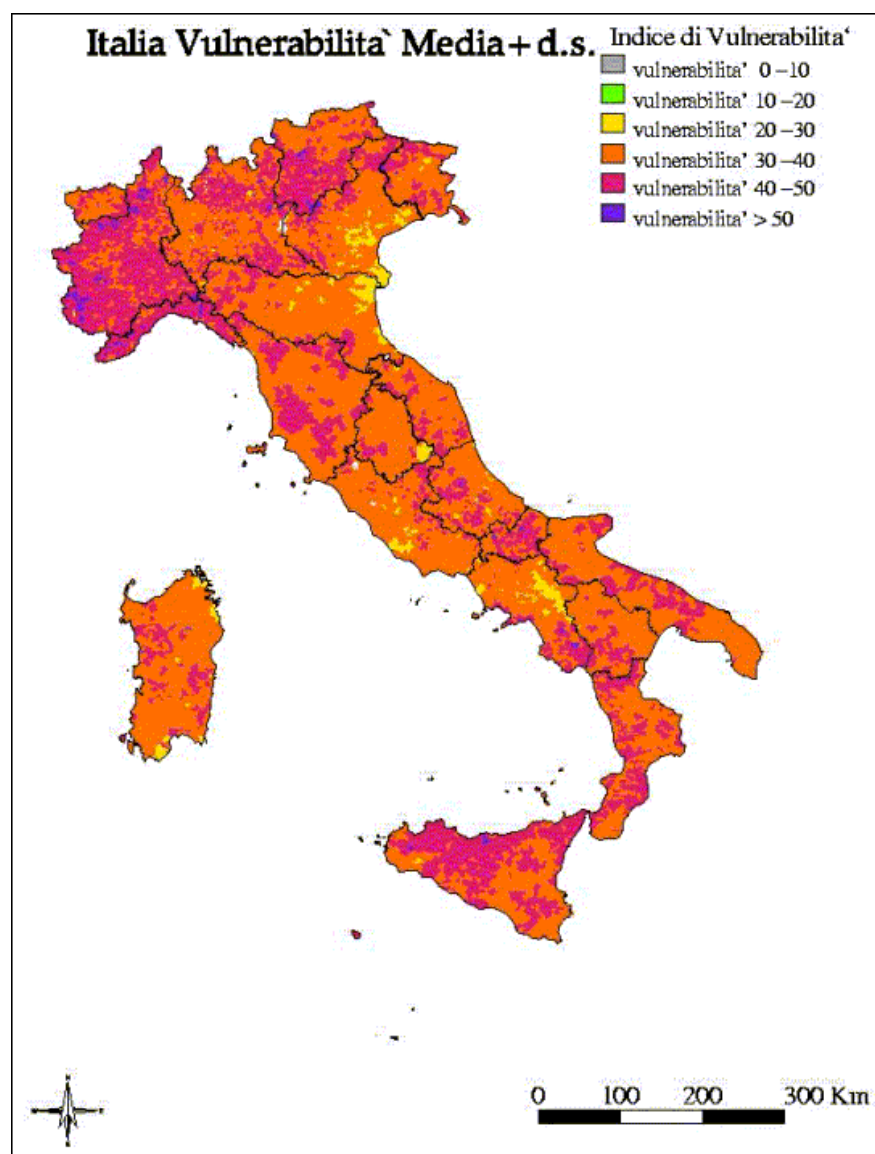 Italia Vulnerabilita` Media+ d.s.
Indice di Vulnerabilita‘
vulnerabilita’ 0 –10
vulnerabilita’ 10 –20
vulnerabilita’ 20 –30
vulnerabilita’ 30 –40
vulnerabilita’ 40 –50
vulnerabilita’ > 50
0 100 200 300 Km